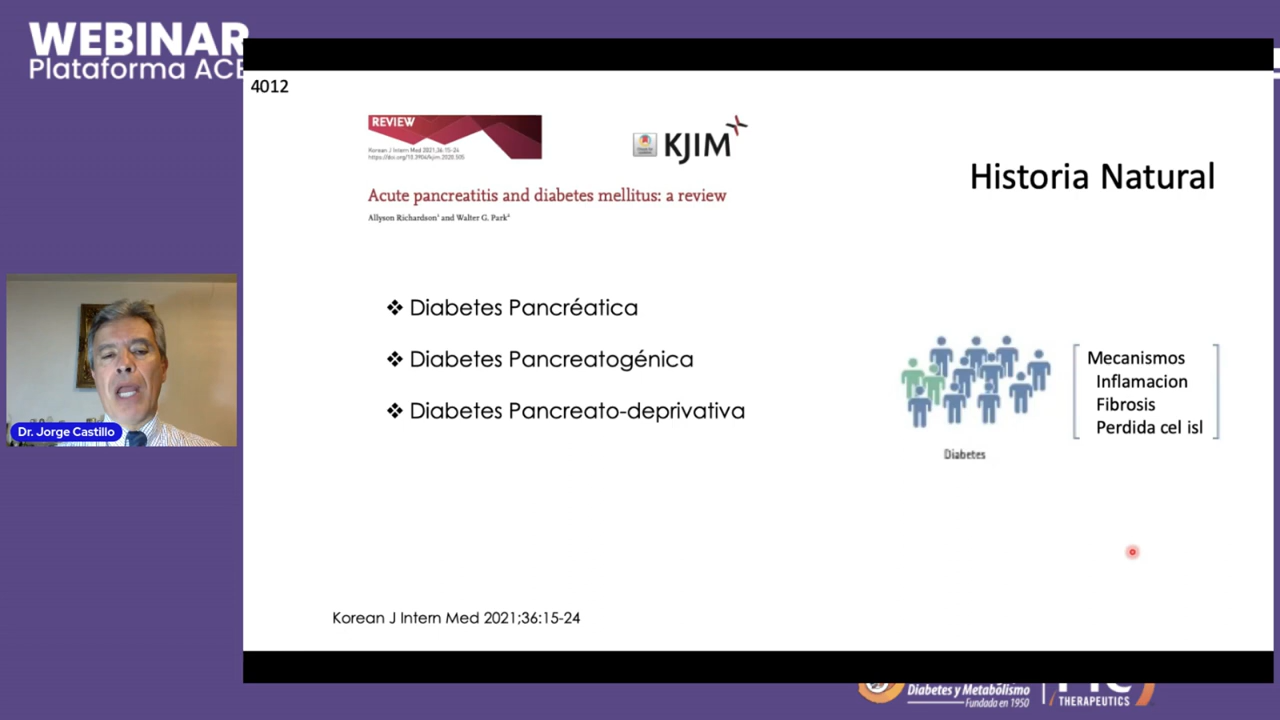 WEBINAR
Plataforma ACE
4012
REVIEW
Korean J Intern Med 2021;36:15-24
https://doi.org/10.3904/kjim.2020.505
KJIM
Acute pancreatitis and diabetes mellitus: a review
Allyson Richardson¹ and Walter G. Park²
Historia Natural
❖ Diabetes Pancréatica
❖ Diabetes Pancreatogénica
❖ Diabetes Pancreato-deprivativa
Mecanismos
Inflamacion
Fibrosis
Perdida cel isl
Diabetes
Dr. Jorge Castillo
Korean J Intern Med 2021;36:15-24
Diabetes y Metabolismo
Fundada en 1950
THERAPEUTICS